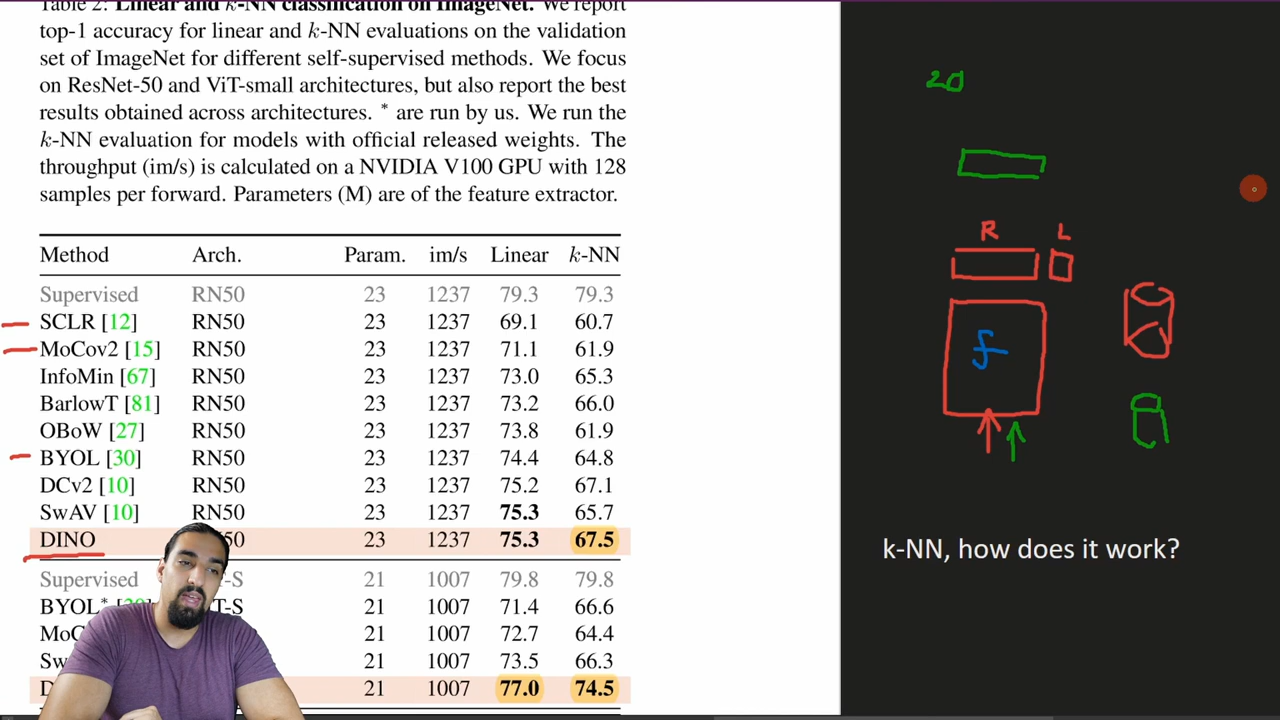 Table 2: Linear and k-NN classification on ImageNet. We report
top-1 accuracy for linear and k-NN evaluations on the validation
set of ImageNet for different self-supervised methods. We focus
on ResNet-50 and ViT-small architectures, but also report the best
results obtained across architectures. * are run by us. We run the
k-NN evaluation for models with official released weights. The
throughput (im/s) is calculated on a NVIDIA V100 GPU with 128
samples per forward. Parameters (M) are of the feature extractor.
Method Arch. Param. im/s Linear k-NN
Supervised RN50 23 1237 79.3 79.3
SCLR [12] RN50 23 1237 69.1 60.7
MoCov2 [15] RN50 23 1237 71.1 61.9
InfoMin [67] RN50 23 1237 73.0 65.3
BarlowT [81] RN50 23 1237 73.2 66.0
OBoW [27] RN50 23 1237 73.8 61.9
BYOL [30] RN50 23 1237 74.4 64.8
DCv2 [10] RN50 23 1237 75.2 67.1
SwAV [10] RN50 23 1237 75.3 65.7
DINO 50 23 1237 75.3 67.5
Supervised T-S 21 1007 79.8 79.8
BYOL* T-S 21 1007 71.4 66.6
21 1007 72.7 64.4
21 1007 73.5 66.3
21 1007 77.0 74.5
20
R L
f
k-NN, how does it work?